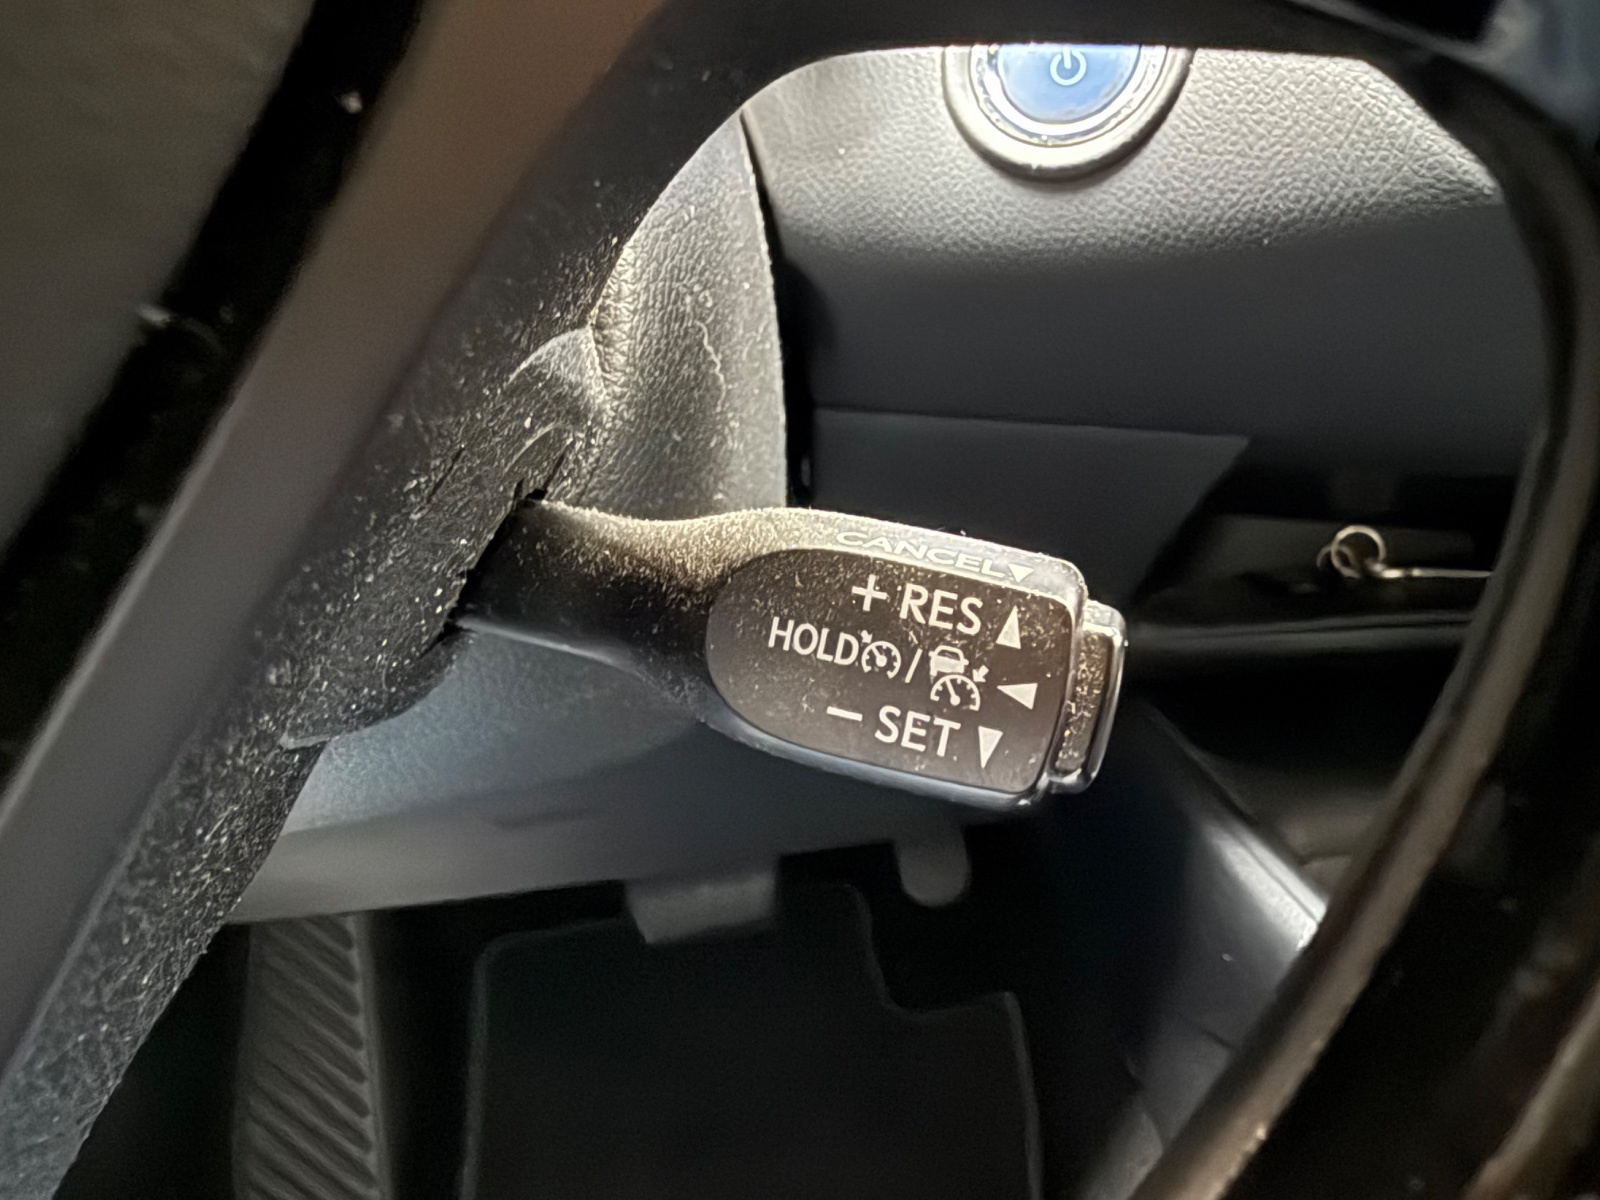 CANCEL▼
+ RES ▲
HOLD / ◀
− SET ▼